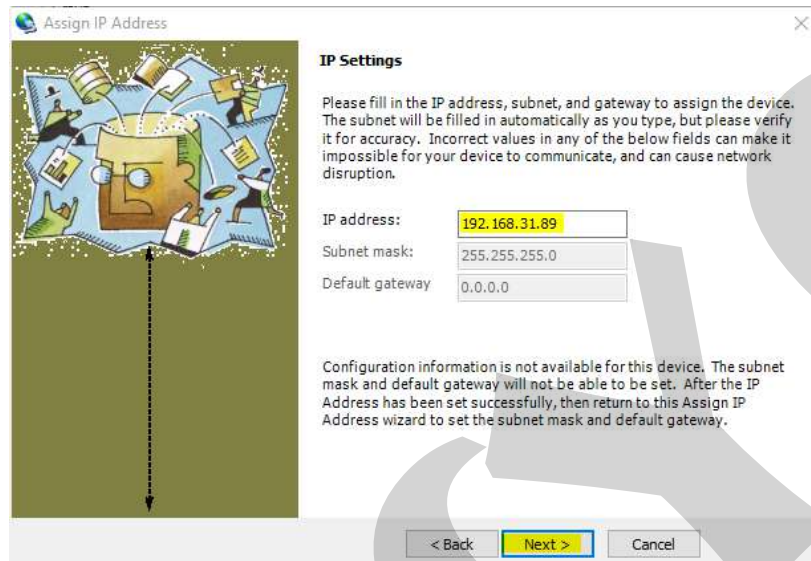 Assign IP Address
IP Settings
Please fill in the IP address, subnet, and gateway to assign the device.
The subnet will be filled in automatically as you type, but please verify
it for accuracy. Incorrect values in any of the below fields can make it
impossible for your device to communicate, and can cause network
disruption.
IP address: 192.168.31.89
Subnet mask: 255.255.255.0
Default gateway 0.0.0.0
Configuration information is not available for this device. The subnet
mask and default gateway will not be able to be set. After the IP
Address has been set successfully, then return to this Assign IP
Address wizard to set the subnet mask and default gateway.
< Back Next > Cancel